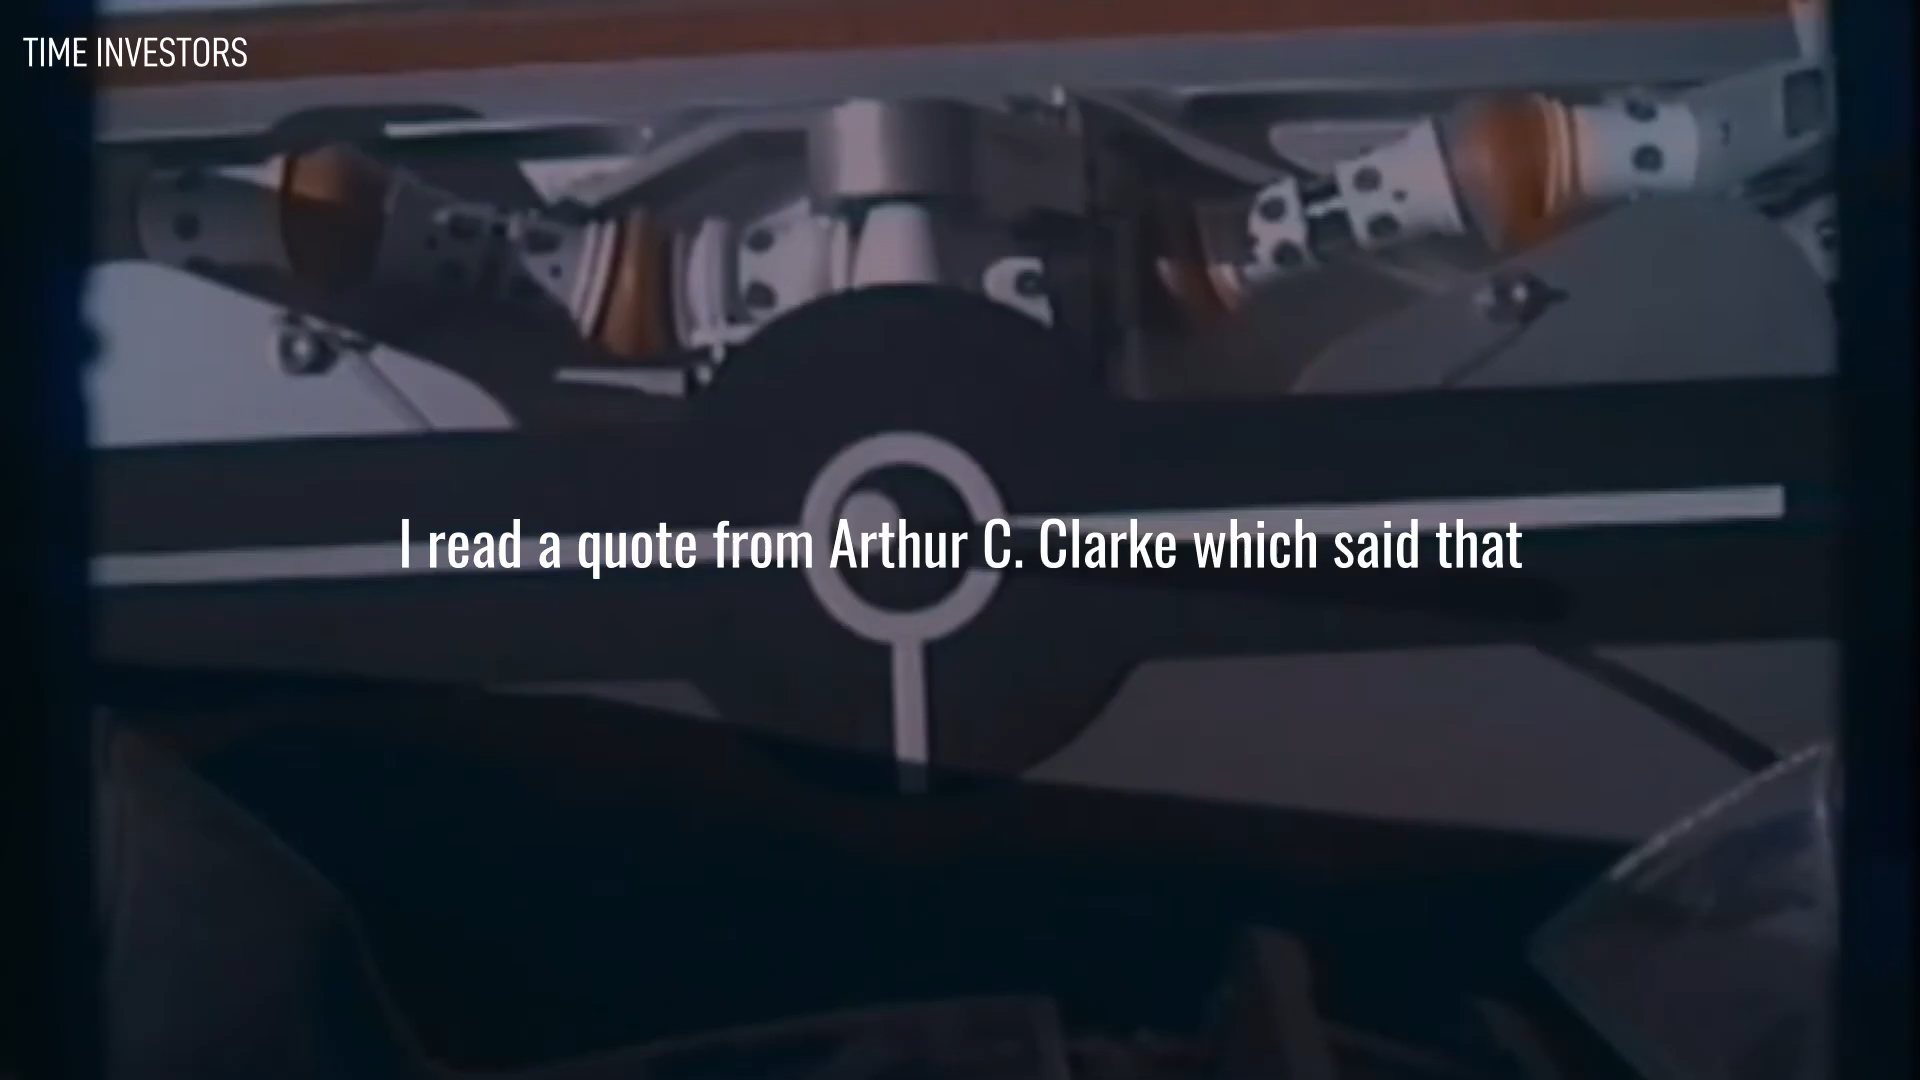 TIME INVESTORS
I read a quote from Arthur C. Clarke which said that